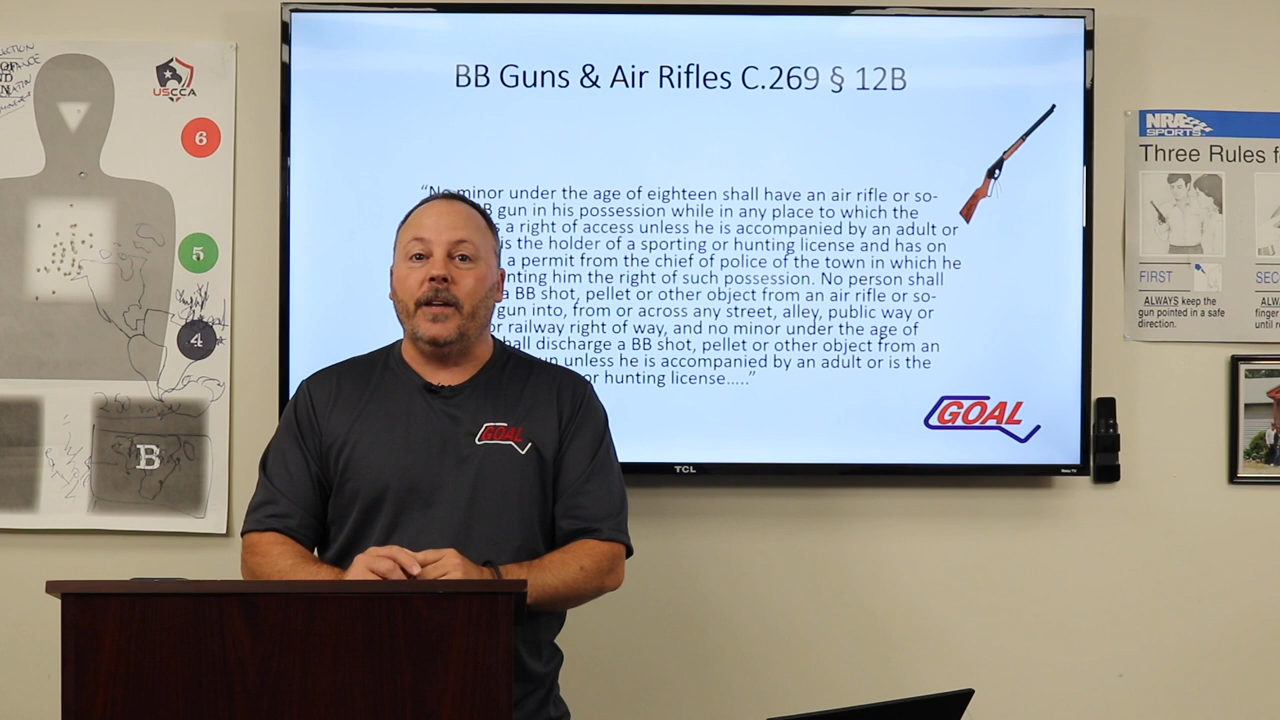 BB Guns & Air Rifles C.269 § 12B
“No minor under the age of eighteen shall have an air rifle or so-
BB gun in his possession while in any place to which the
a right of access unless he is accompanied by an adult or
is the holder of a sporting or hunting license and has on
a permit from the chief of police of the town in which he
nting him the right of such possession. No person shall
a BB shot, pellet or other object from an air rifle or so-
gun into, from or across any street, alley, public way or
or railway right of way, and no minor under the age of
hall discharge a BB shot, pellet or other object from an
un unless he is accompanied by an adult or is the
or hunting license.....”
GOAL
TCL
Roku TV
GOAL
USCCA
6
5
4
B
NRA
SPORTS
Three Rules f
FIRST
ALWAYS keep the
gun pointed in a safe
direction.
SEC
ALW
finger
until r